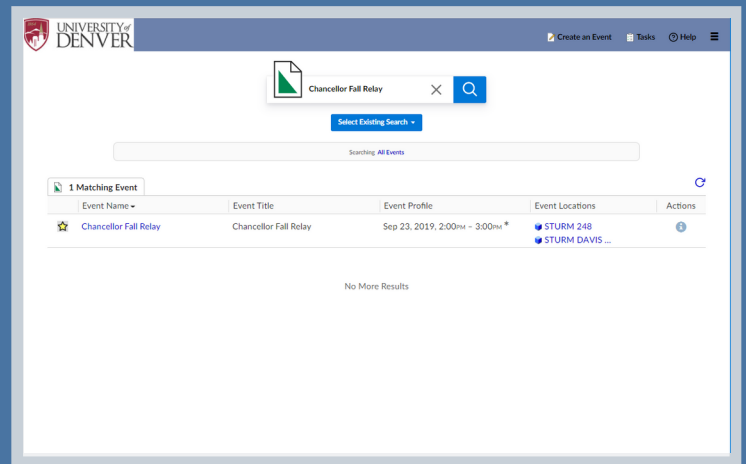 UNIVERSITY of
DENVER
Create an Event Tasks Help
Chancellor Fall Relay
Select Existing Search
Searching All Events
1 Matching Event
Event Name Event Title Event Profile Event Locations Actions
Chancellor Fall Relay Chancellor Fall Relay Sep 23, 2019, 2:00PM – 3:00PM * STURM 248
STURM DAVIS ...
No More Results